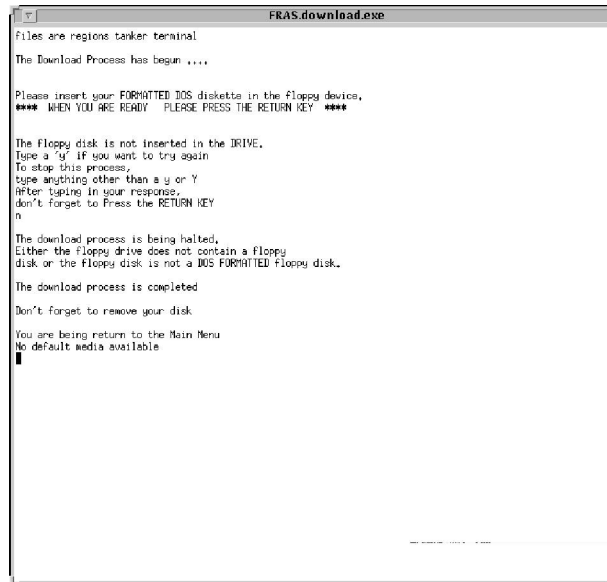 FRAS.download.exe
files are regions tanker terminal
The Download Process has begun ....
Please insert your FORMATTED DOS diskette in the floppy device.
**** WHEN YOU ARE READY PLEASE PRESS THE RETURN KEY ****
The floppy disk is not inserted in the DRIVE.
Type a 'y' if you want to try again
To stop this process,
type anything other than a y or Y
After typing in your response,
don't forget to Press the RETURN KEY
n
The download process is being halted.
Either the floppy drive does not contain a floppy
disk or the floppy disk is not a DOS FORMATTED floppy disk.
The download process is completed
Don't forget to remove your disk
You are being return to the Main Menu
No default media available